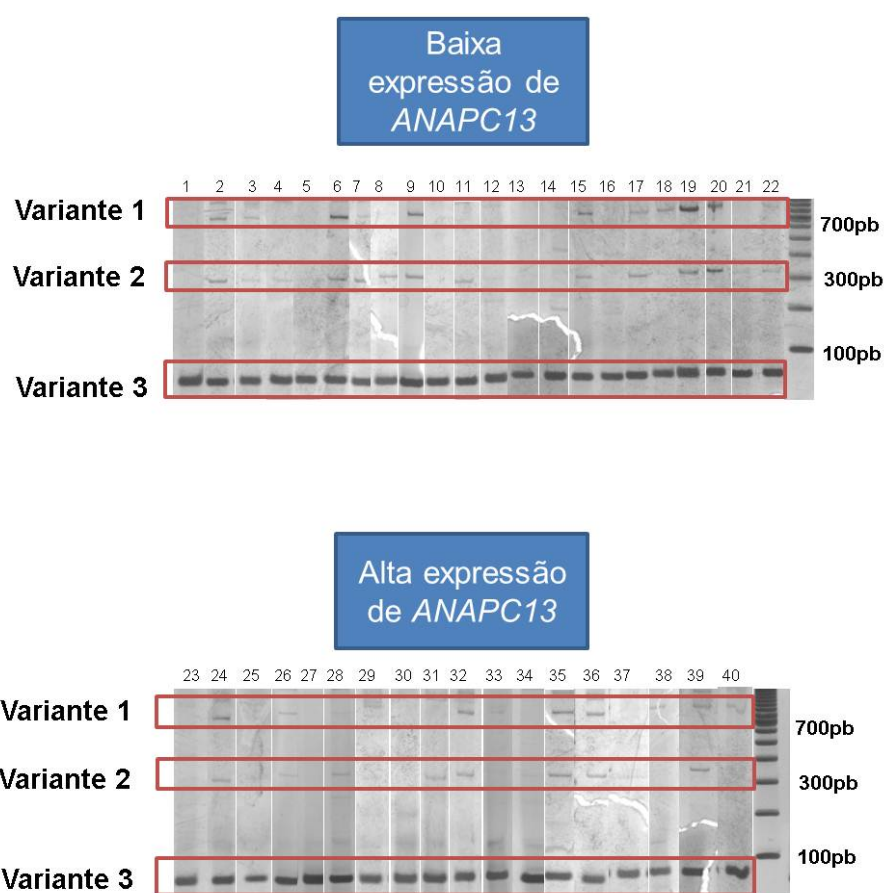 Baixa
expressão de
ANAPC13
1 2 3 4 5 6 7 8 9 10 11 12 13 14 15 16 17 18 19 20 21 22
Variante 1
700pb
Variante 2
300pb
100pb
Variante 3
Alta expressão
de ANAPC13
23 24 25 26 27 28 29 30 31 32 33 34 35 36 37 38 39 40
Variante 1
700pb
Variante 2
300pb
100pb
Variante 3